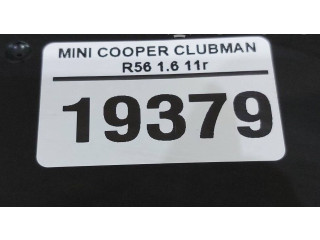 MINI COOPER CLUBMAN
R56 1.6 11r
19379